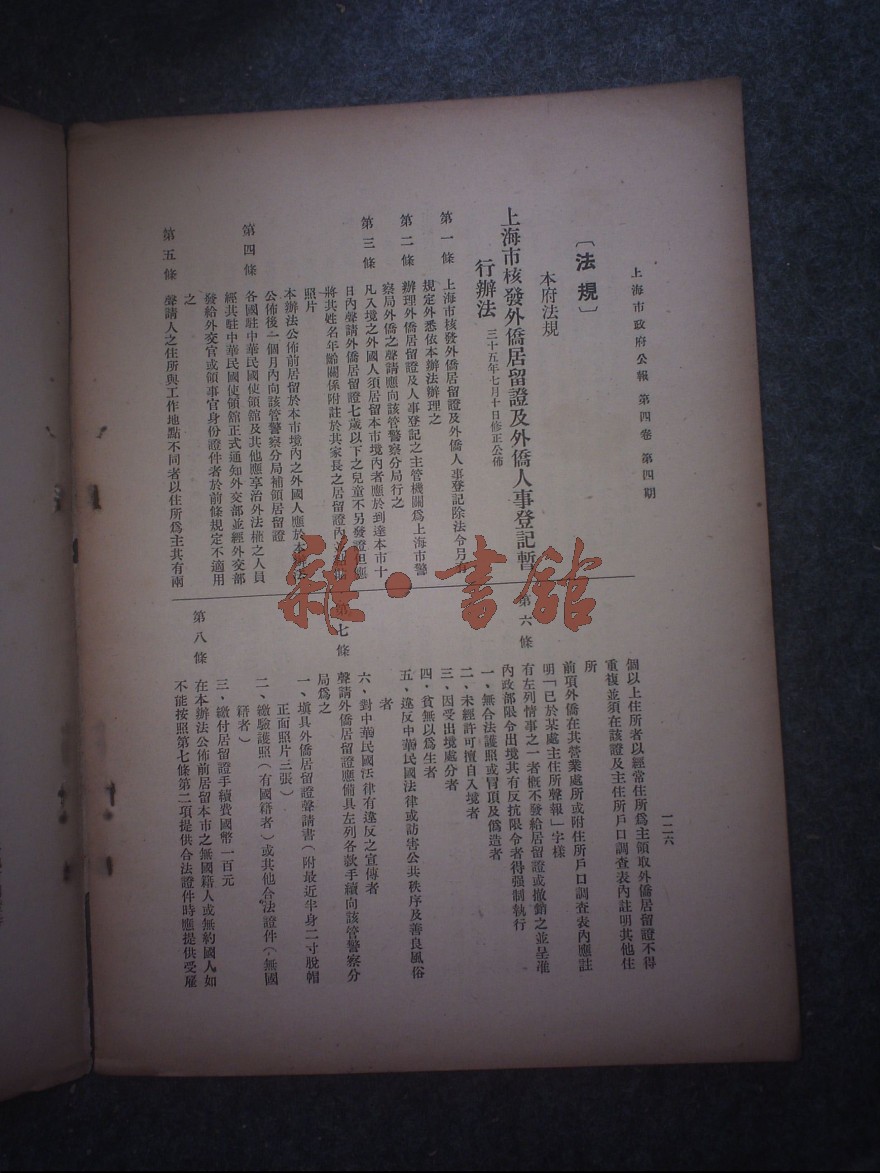 上海市政府公報 第四卷 第四期
一二六
〔法規〕
本府法規
上海市核發外僑居留證及外僑人事登記暫
行辦法 三十五年七月十日修正公佈
第一條 上海市核發外僑居留證及外僑人事登記除法令另有
規定外悉依本辦法辦理之
第二條 辦理外僑居留證及人事登記之主管機關爲上海市警
察局外僑之聲請應向該管警察分局行之
第三條 凡入境之外國人須居留本市境內者應於到達本市十
日內聲請外僑居留證七歲以下之兒童不另發證但應
將其姓名年齡關係附註於其家長之居留證內
照片
本辦法公佈前居留於本市境內之外國人應於本辦法
公佈後一個月內向該管警察分局補領居留證
第四條 各國駐中華民國使領舘及其他應享治外法權之人員
經其駐中華民國使領舘正式通知外交部並經外交部
發給外交官或領事官身份證件者於前條規定不適用
之
第五條 聲請人之住所與工作地點不同者以住所爲主其有兩
個以上住所者以經常住所爲主領取外僑居留證不得
重複並須在該證及主住所戶口調查表內註明其他住
所
前項外僑在其營業處所或附住所戶口調查表內應註
明「已於某處主住所聲報」字樣
第六條 有左列情事之一者概不發給居留證或撤銷之並呈准
內政部限令出境其有反抗限令者得强制執行
一、無合法護照或冒頂及僞造者
二、未經許可擅自入境者
三、因受出境處分者
四、貧無以爲生者
五、違反中華民國法律或訪害公共秩序及善良風俗
者
六、對中華民國法律有違反之宣傳者
第七條 聲請外僑居留證應備具左列各款手續向該管警察分
局爲之
一、塡具外僑居留證聲請書(附最近半身二寸脫帽
正面照片三張)
二、繳驗護照(有國籍者)或其他合法證件(無國
籍者)
三、繳付居留證手續費國幣一百元
第八條 在本辦法公佈前居留本市之無國籍人或無約國人如
不能按照第七條第二項提供合法證件時應提供受雇
雜·書舘